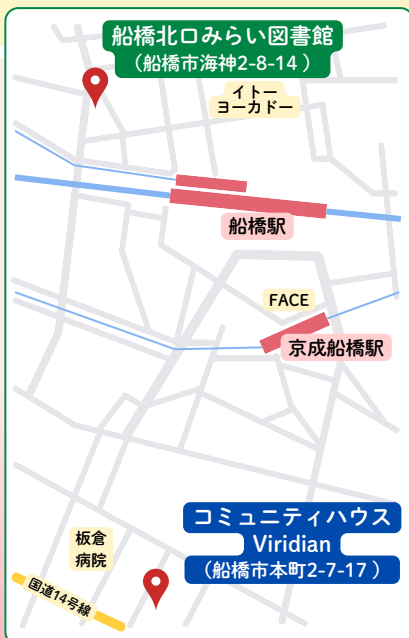 船橋北口みらい図書館
（船橋市海神2-8-14 ）
イトー
ヨーカドー
船橋駅
FACE
京成船橋駅
コミュニティハウス
Viridian
（船橋市本町2-7-17 ）
板倉
病院
国道14号線